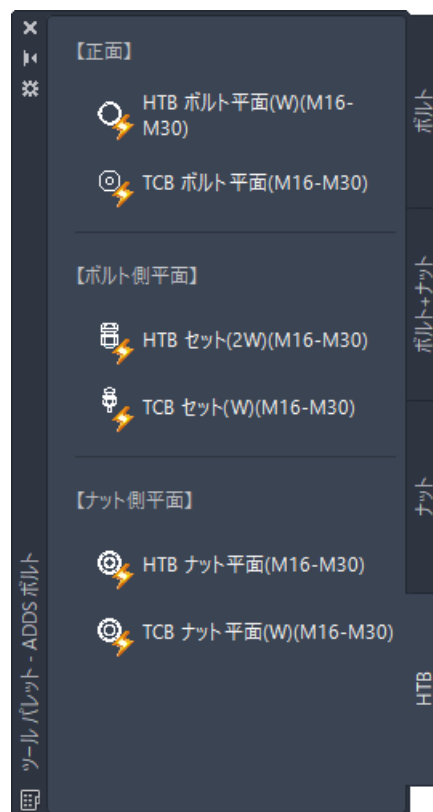 【正面】
HTB ボルト平面(W)(M16-
M30)
TCB ボルト平面(M16-M30)
【ボルト側平面】
HTB セット(2W)(M16-M30)
TCB セット(W)(M16-M30)
【ナット側平面】
HTB ナット平面(M16-M30)
TCB ナット平面(W)(M16-M30)
ボルト
ボルト+ナット
ナット
HTB
ツール パレット - ADDS ボルト